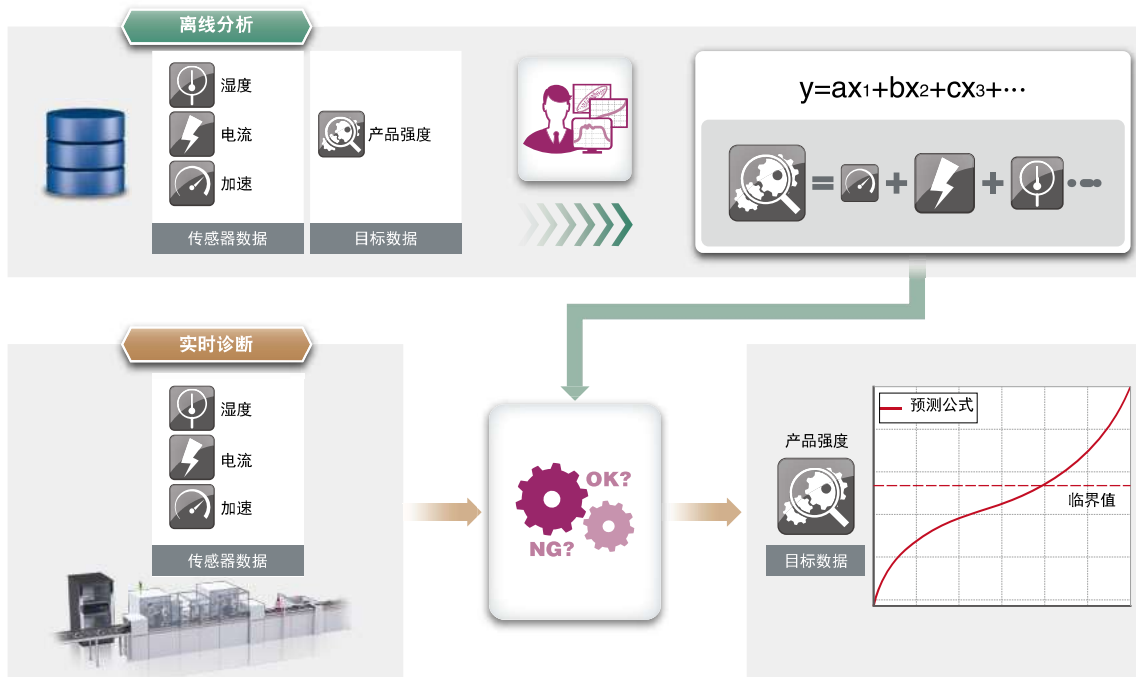 离线分析
湿度
电流
加速
产品强度
传感器数据
目标数据
y=ax1+bx2+cx3+···
实时诊断
湿度
电流
加速
传感器数据
OK?
NG?
产品强度
目标数据
预测公式
临界值